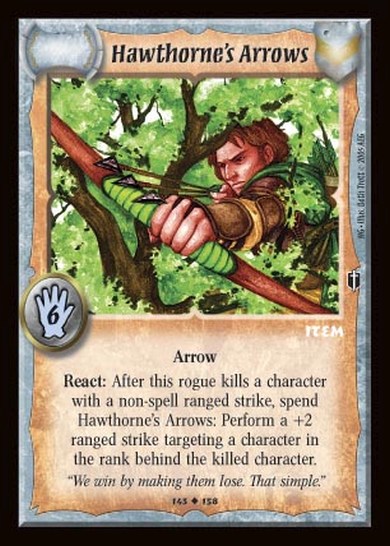 Hawthorne's Arrows
6
ITEM
Arrow
React: After this rogue kills a character
with a non-spell ranged strike, spend
Hawthorne's Arrows: Perform a +2
ranged strike targeting a character in
the rank behind the killed character.
"We win by making them lose. That simple."
143 ♦ 158